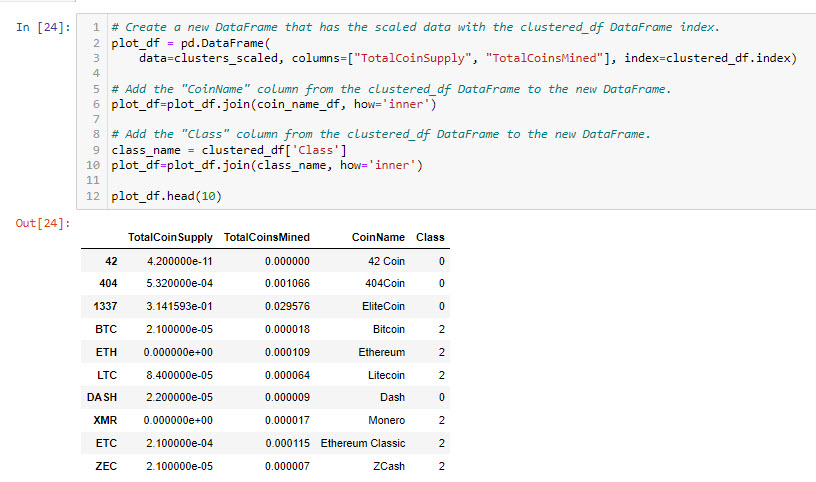 In [24]:
1 # Create a new DataFrame that has the scaled data with the clustered_df DataFrame index.
2 plot_df = pd.DataFrame(
3     data=clusters_scaled, columns=["TotalCoinSupply", "TotalCoinsMined"], index=clustered_df.index)
4
5 # Add the "CoinName" column from the clustered_df DataFrame to the new DataFrame.
6 plot_df=plot_df.join(coin_name_df, how='inner')
7
8 # Add the "Class" column from the clustered_df DataFrame to the new DataFrame.
9 class_name = clustered_df['Class']
10 plot_df=plot_df.join(class_name, how='inner')
11
12 plot_df.head(10)
Out[24]:
TotalCoinSupply TotalCoinsMined CoinName Class
42 4.200000e-11 0.000000 42 Coin 0
404 5.320000e-04 0.001066 404Coin 0
1337 3.141593e-01 0.029576 EliteCoin 0
BTC 2.100000e-05 0.000018 Bitcoin 2
ETH 0.000000e+00 0.000109 Ethereum 2
LTC 8.400000e-05 0.000064 Litecoin 2
DASH 2.200000e-05 0.000009 Dash 0
XMR 0.000000e+00 0.000017 Monero 2
ETC 2.100000e-04 0.000115 Ethereum Classic 2
ZEC 2.100000e-05 0.000007 ZCash 2